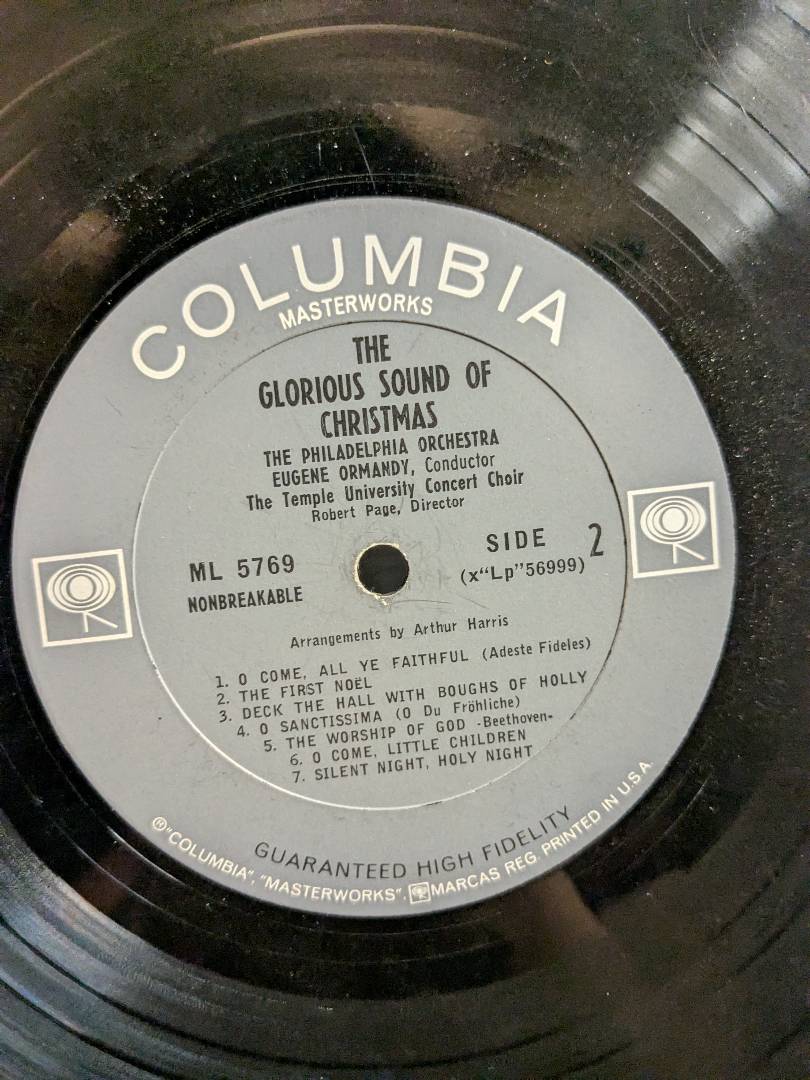 COLUMBIA
MASTERWORKS
THE
GLORIOUS SOUND OF
CHRISTMAS
THE PHILADELPHIA ORCHESTRA
EUGENE ORMANDY, Conductor
The Temple University Concert Choir
Robert Page, Director
ML 5769
NONBREAKABLE
SIDE 2
(x“Lp”56999)
Arrangements by Arthur Harris
1. O COME, ALL YE FAITHFUL (Adeste Fideles)
2. THE FIRST NOËL
3. DECK THE HALL WITH BOUGHS OF HOLLY
4. O SANCTISSIMA (O Du Fröhliche)
5. THE WORSHIP OF GOD -Beethoven-
6. O COME, LITTLE CHILDREN
7. SILENT NIGHT, HOLY NIGHT
GUARANTEED HIGH FIDELITY
Ⓡ“COLUMBIA”, “MASTERWORKS”, MARCAS REG. PRINTED IN U.S.A.